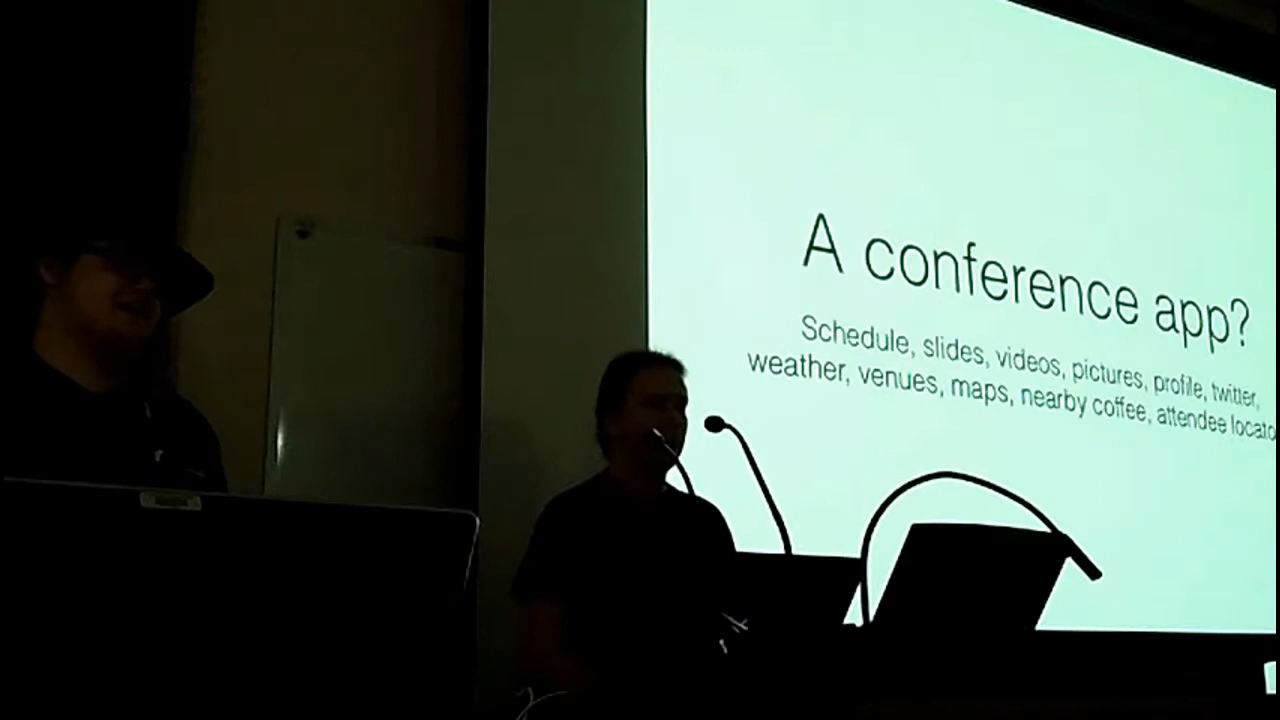 A conference app?
Schedule, slides, videos, pictures, profile, twitter,
weather, venues, maps, nearby coffee, attendee locato